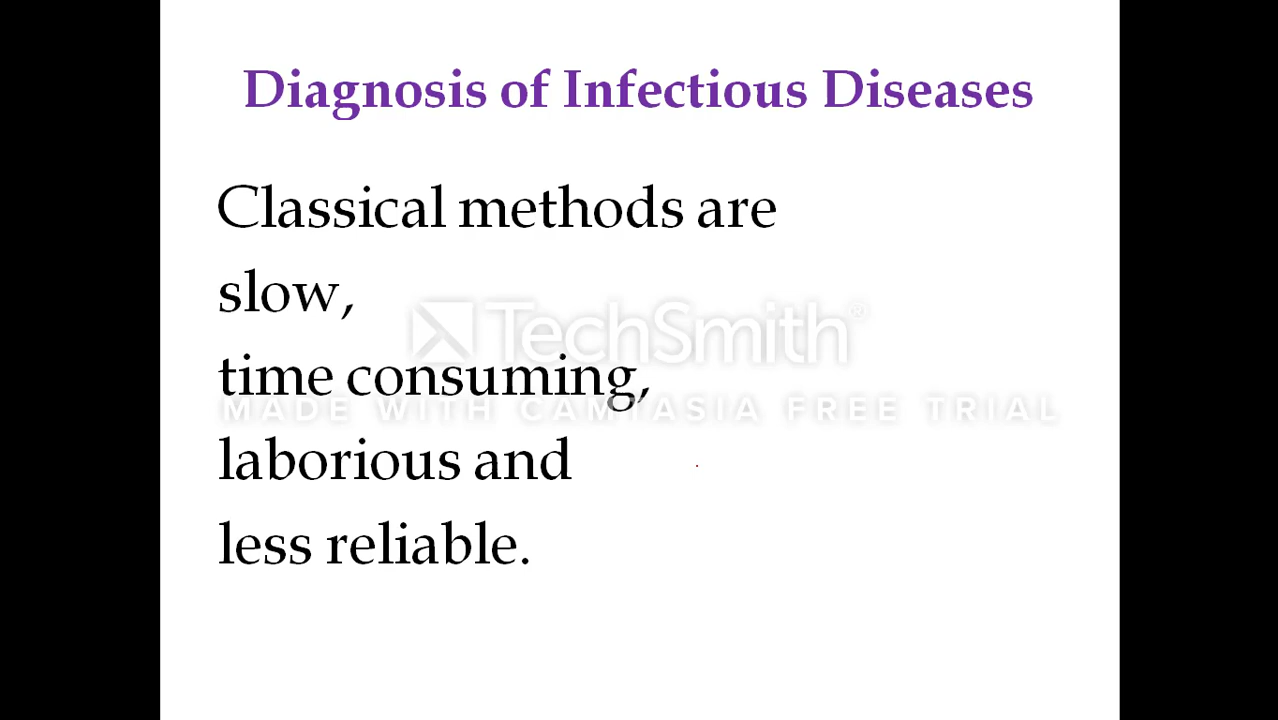 Diagnosis of Infectious Diseases
Classical methods are
slow,
TechSmith®
time consuming,
MADE WITH CAMTASIA FREE TRIAL
laborious and
less reliable.